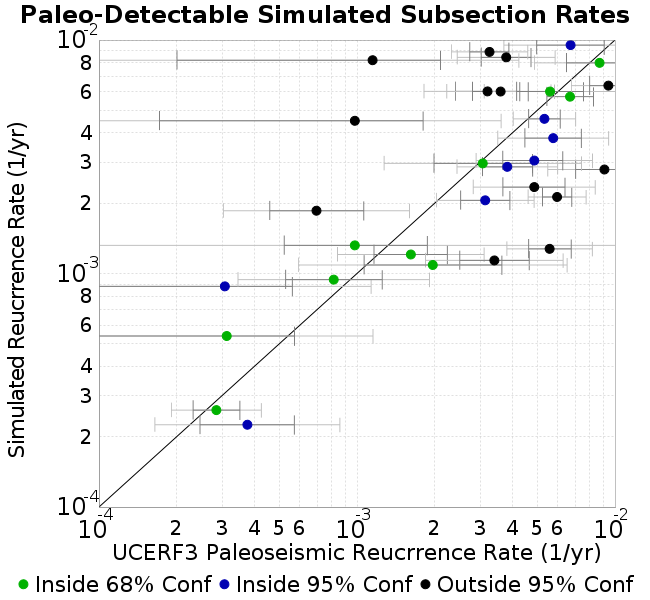 Paleo-Detectable Simulated Subsection Rates
10-2
8
6
4
3
2
10-3
8
6
4
3
2
10-4
Simulated Reucrrence Rate (1/yr)
10-4 2 3 4 5 6 10-3 2 3 4 5 6 10-2
UCERF3 Paleoseismic Reucrrence Rate (1/yr)
Inside 68% Conf Inside 95% Conf Outside 95% Conf